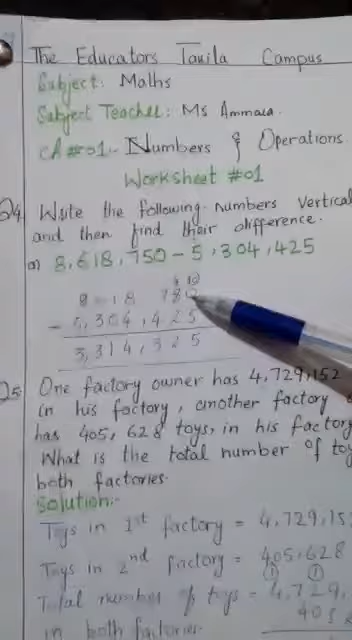 The Educators Taxila Campus
Subject: Maths
Subject Teacher: Ms Ammara.
CA #01:- Numbers & Operations
Worksheet #01
Q4. Write the following numbers Vertical
and then find their difference.
a) 8,618,750 - 5,304,425
- 5,304,425
3,314,325
Q5: One factory owner has 4,729,152
in his factory, another factory
has 405,628 toys, in his factory
What is the total number of toy
both factories.
Solution:-
Toys in 1st factory = 4,729,15
Toys in 2nd factory = 405,628
Total number of toys = 4,729,
in both factories 405